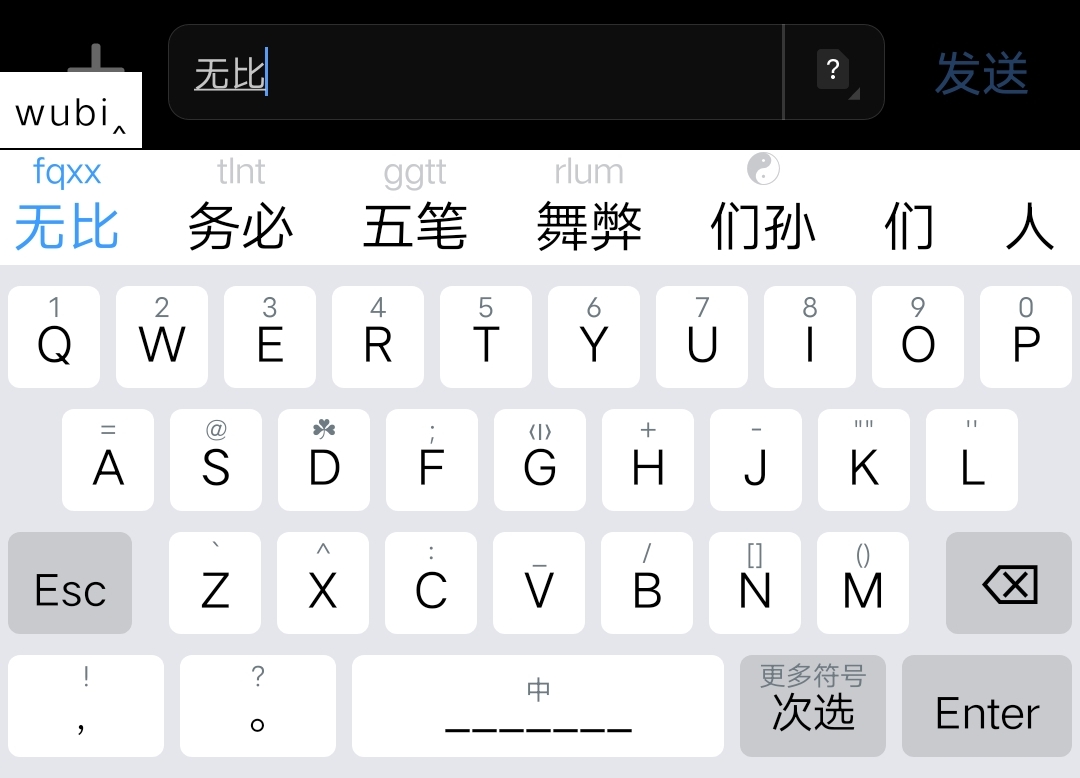 无比
?
发送
wubi‸
fqxx tlnt ggtt rlum ☯
无比 务必 五笔 舞弊 们孙 们 人
1 2 3 4 5 6 7 8 9 0
Q W E R T Y U I O P
= @ ☘ ; ⟨|⟩ + - "" ''
A S D F G H J K L
` ^ : _ / [] ()
Esc Z X C V B N M ⌫
! ? 中 更多符号
， 。 _______ 次选 Enter